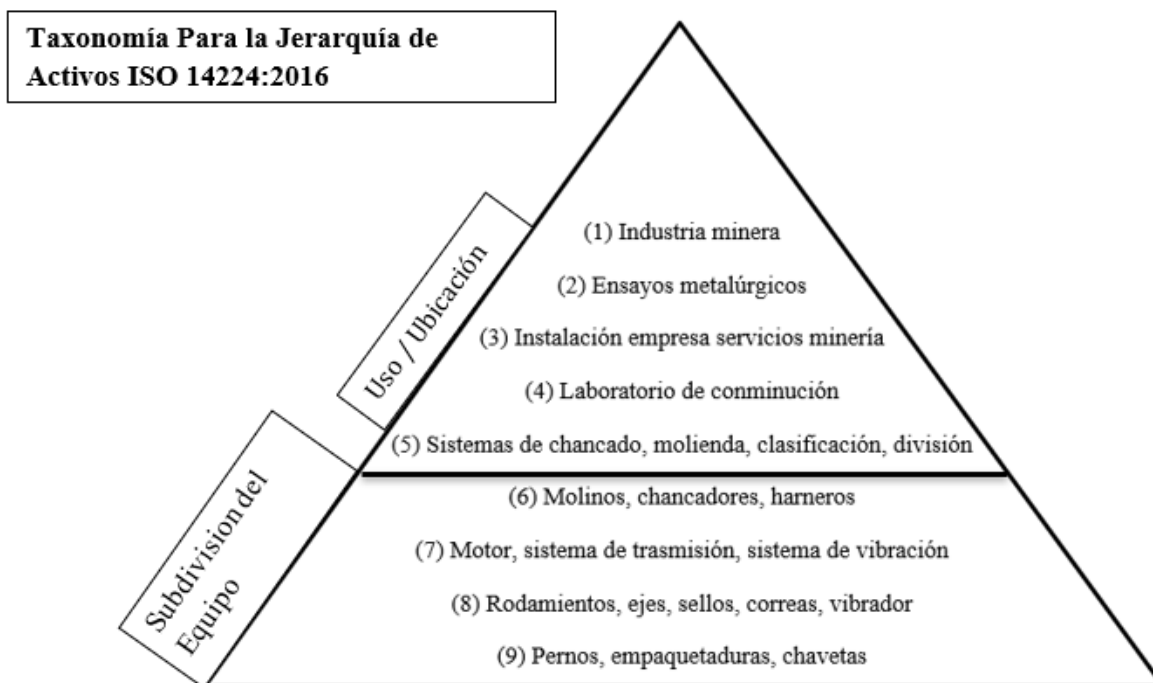 Taxonomía Para la Jerarquía de
Activos ISO 14224:2016
Uso / Ubicación
(1) Industria minera
(2) Ensayos metalúrgicos
(3) Instalación empresa servicios minería
(4) Laboratorio de conminución
(5) Sistemas de chancado, molienda, clasificación, división
Subdivision del
Equipo
(6) Molinos, chancadores, harneros
(7) Motor, sistema de trasmisión, sistema de vibración
(8) Rodamientos, ejes, sellos, correas, vibrador
(9) Pernos, empaquetaduras, chavetas